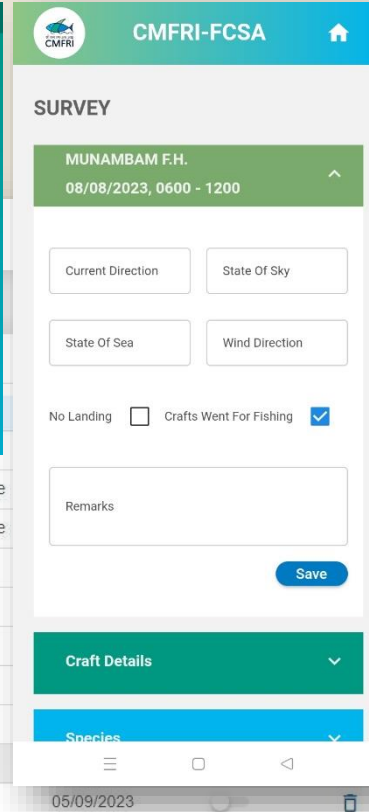 CMFRI
CMFRI-FCSA
SURVEY
MUNAMBAM F.H.
08/08/2023, 0600 - 1200
Current Direction
State Of Sky
State Of Sea
Wind Direction
No Landing
Crafts Went For Fishing
e
e
Remarks
Save
Craft Details
Species
05/09/2023